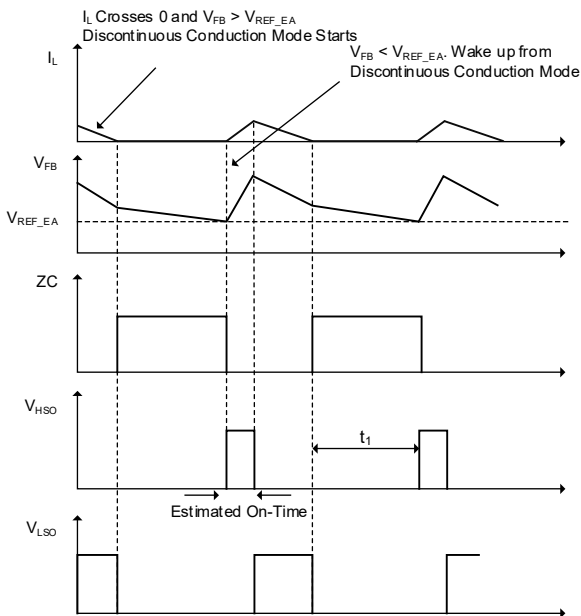 I_L Crosses 0 and V_FB > V_REF_EA
Discontinuous Conduction Mode Starts
V_FB < V_REF_EA. Wake up from
Discontinuous Conduction Mode
I_L
V_FB
V_REF_EA
ZC
V_HSO
t_1
Estimated On-Time
V_LSO